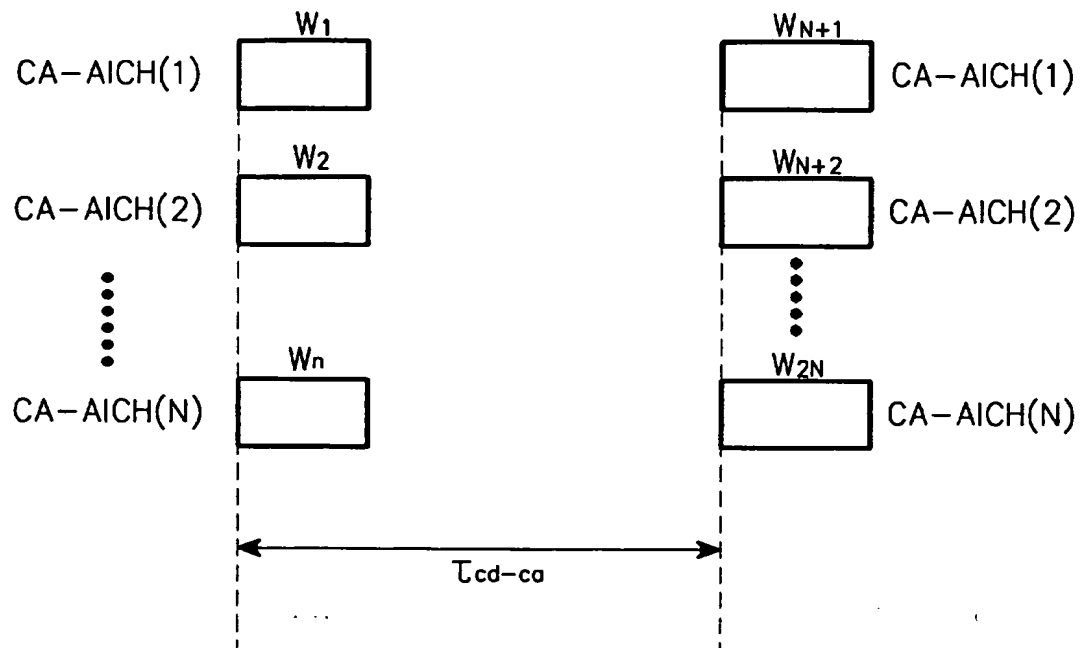 W1 WN+1
CA-AICH(1) CA-AICH(1)
W2 WN+2
CA-AICH(2) CA-AICH(2)
Wn W2N
CA-AICH(N) CA-AICH(N)
τcd-ca